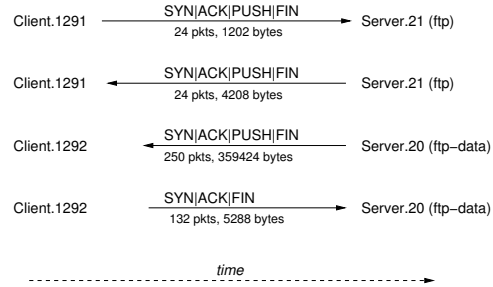 SYN|ACK|PUSH|FIN
Client.1291 Server.21 (ftp)
24 pkts, 1202 bytes
SYN|ACK|PUSH|FIN
Client.1291 Server.21 (ftp)
24 pkts, 4208 bytes
SYN|ACK|PUSH|FIN
Client.1292 Server.20 (ftp−data)
250 pkts, 359424 bytes
SYN|ACK|FIN
Client.1292 Server.20 (ftp−data)
132 pkts, 5288 bytes
time